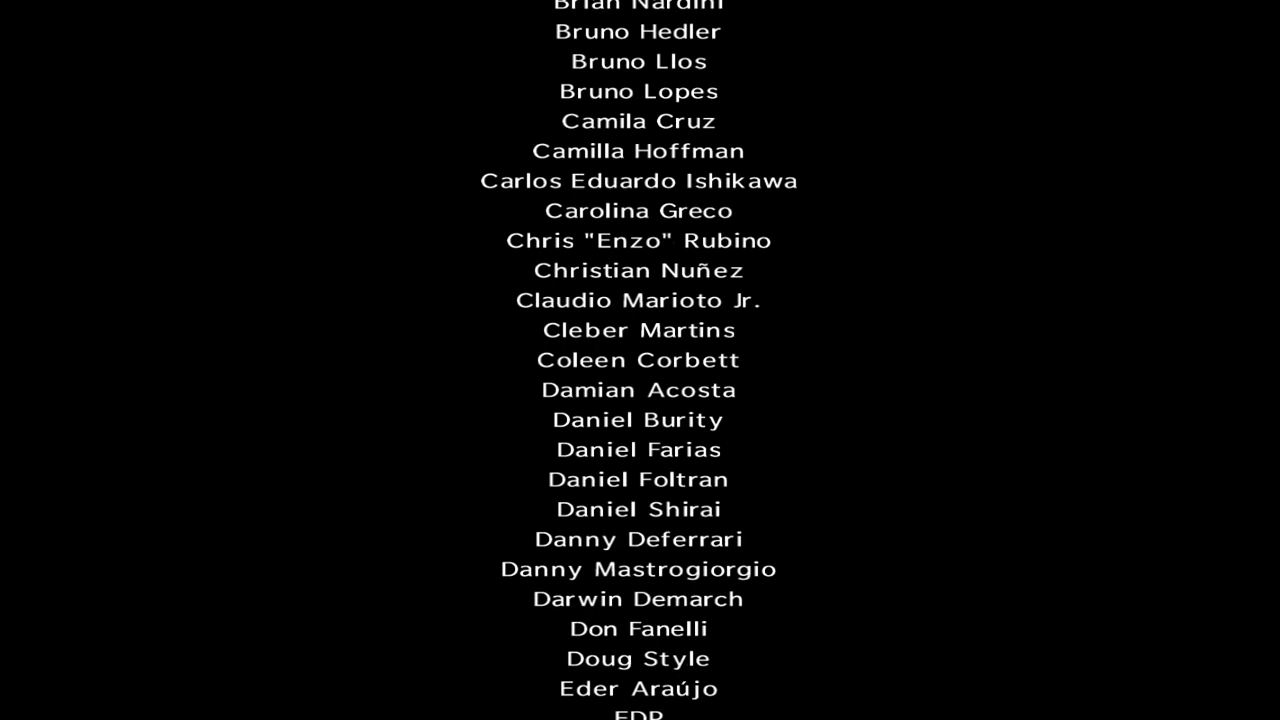 Brian Nardini
Bruno Hedler
Bruno Llos
Bruno Lopes
Camila Cruz
Camilla Hoffman
Carlos Eduardo Ishikawa
Carolina Greco
Chris "Enzo" Rubino
Christian Nuñez
Claudio Marioto Jr.
Cleber Martins
Coleen Corbett
Damian Acosta
Daniel Burity
Daniel Farias
Daniel Foltran
Daniel Shirai
Danny Deferrari
Danny Mastrogiorgio
Darwin Demarch
Don Fanelli
Doug Style
Eder Araújo